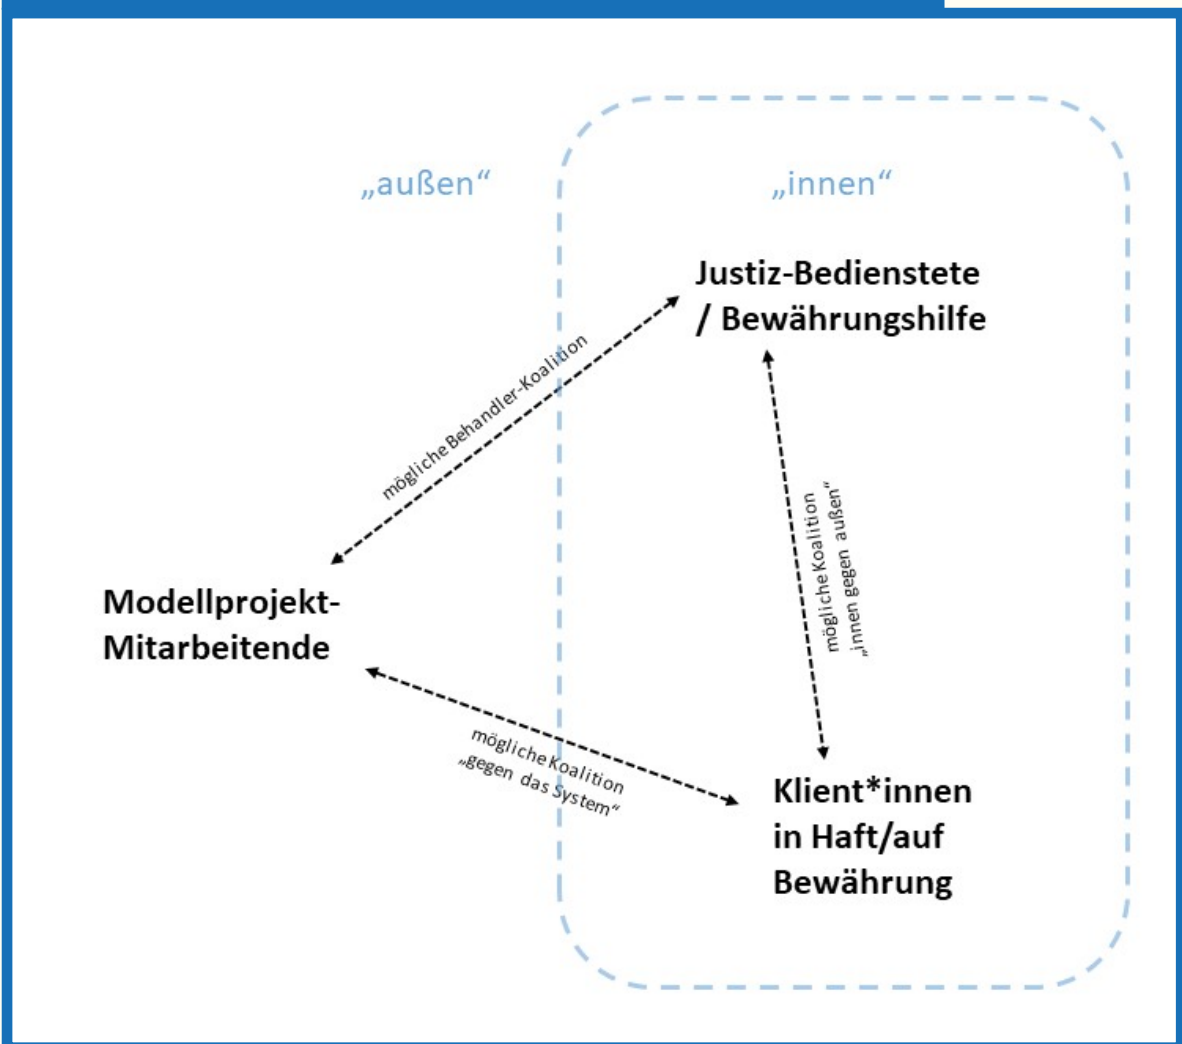 „außen“
„innen“
Justiz-Bedienstete
/ Bewährungshilfe
mögliche Behandler-Koalition
mögliche Koalition
„innen gegen außen“
Modellprojekt-
Mitarbeitende
mögliche Koalition
„gegen das System“
Klient*innen
in Haft/auf
Bewährung